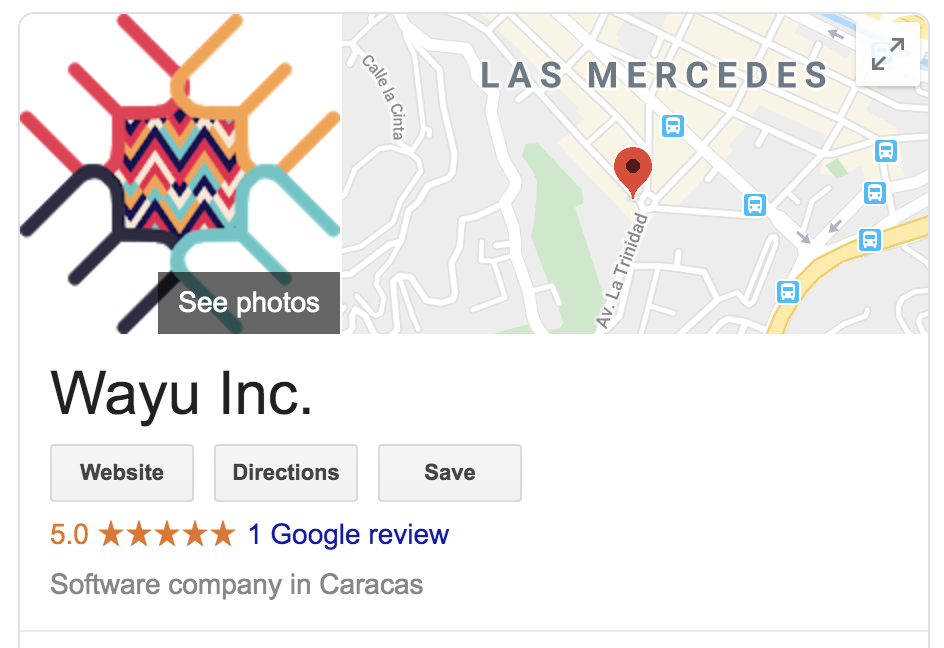 Calle la Cinta
LAS MERCEDES
Av. La Trinidad
See photos
Wayu Inc.
Website
Directions
Save
5.0 ★★★★★ 1 Google review
Software company in Caracas